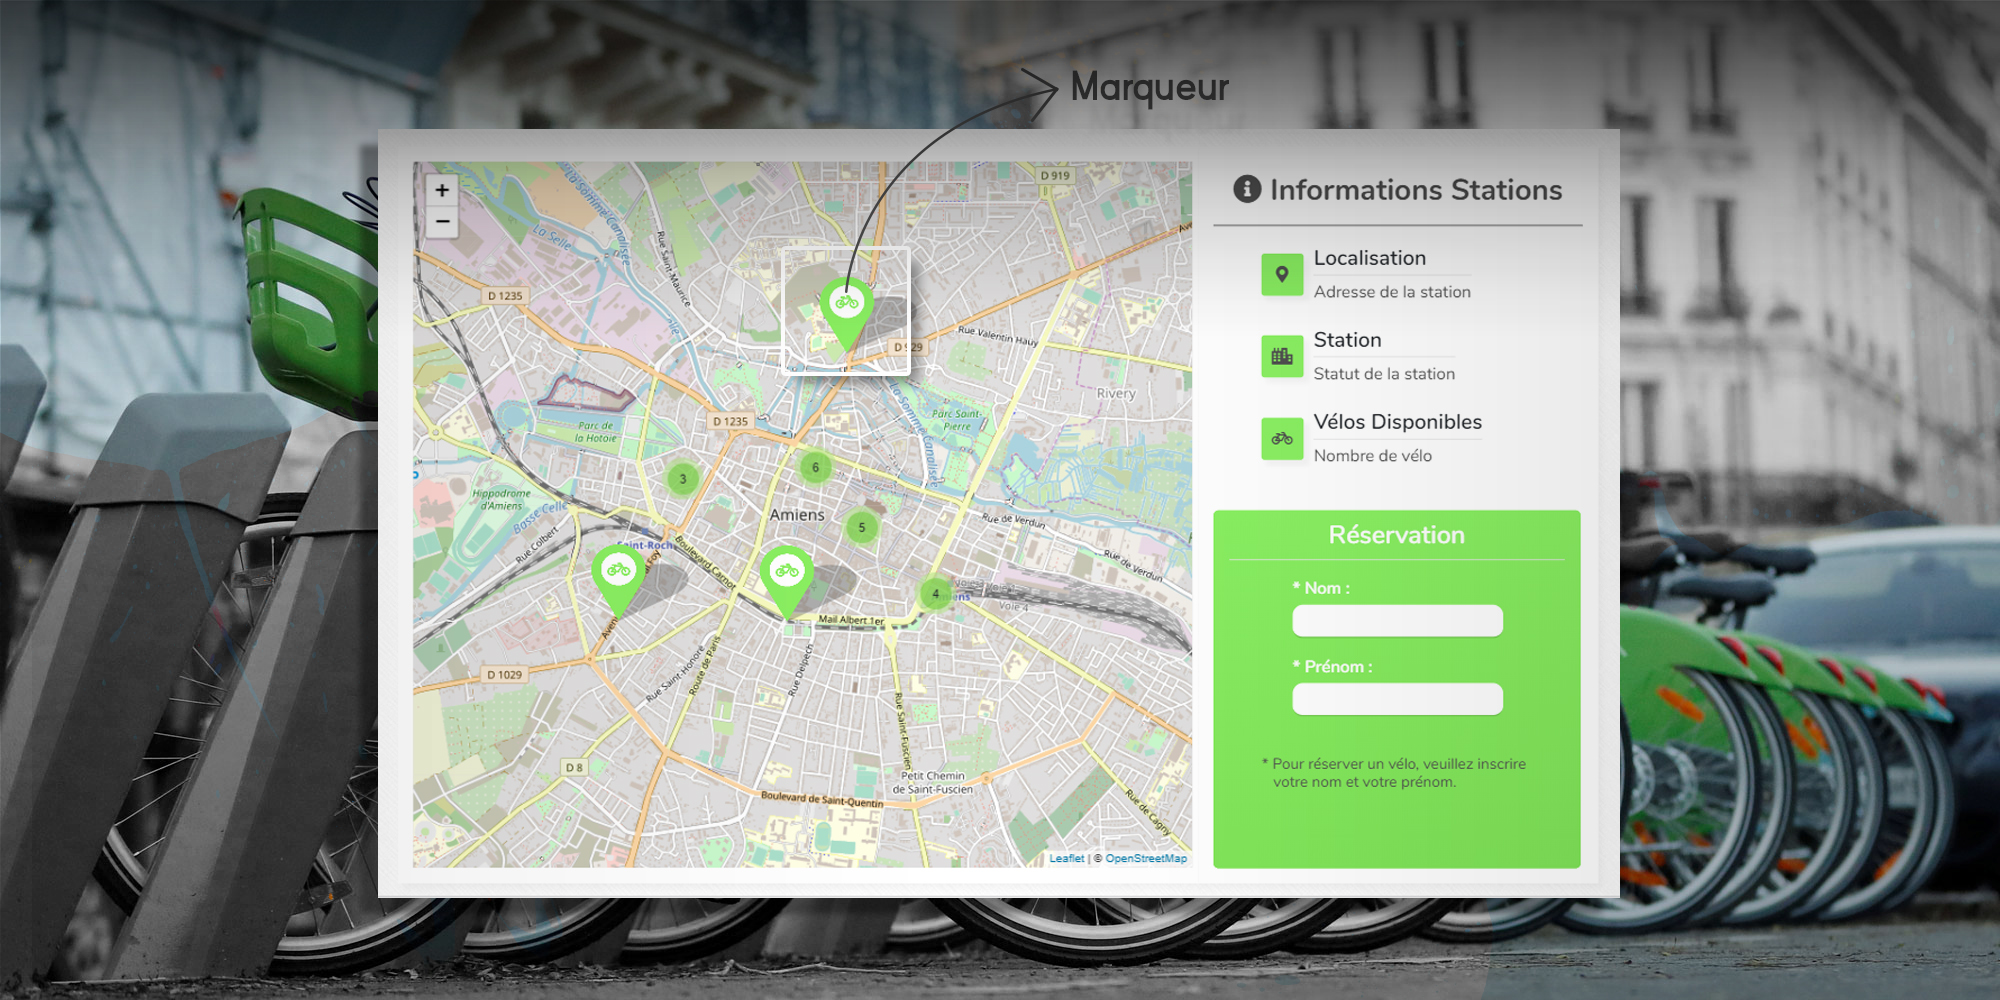 Marqueur
+
−
D 919
La Somme Canalisée
La Selle
Rue Saint-Maurice
D 1235
D 929
Rue Valentin Hauy
Rivery
La Somme Canalisée
Parc Saint-
Pierre
D 1235
Parc de
la Hotoie
3
6
Hippodrome
d'Amiens
Basse Celle
Amiens
5
Rue de Verdun
Rue Colbert
Saint-Roch
Boulevard Carnot
Rue de Verdun
4
Voie 4
Mail Albert 1er
D 1029
Rue Saint-Honoré
Route de Paris
Rue Delpech
Rue Saint-Fuscien
D 8
Petit Chemin
de Saint-Fuscien
Boulevard de Saint-Quentin
Rue de Cagny
Leaflet | © OpenStreetMap
Informations Stations
Localisation
Adresse de la station
Station
Statut de la station
Vélos Disponibles
Nombre de vélo
Réservation
* Nom :
* Prénom :
* Pour réserver un vélo, veuillez inscrire
votre nom et votre prénom.